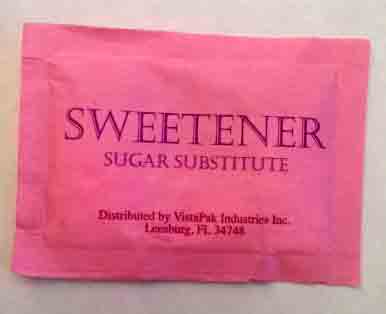 SWEETENER
SUGAR SUBSTITUTE
Distributed by VistaPak Industries Inc.
Leesburg, FL 34748